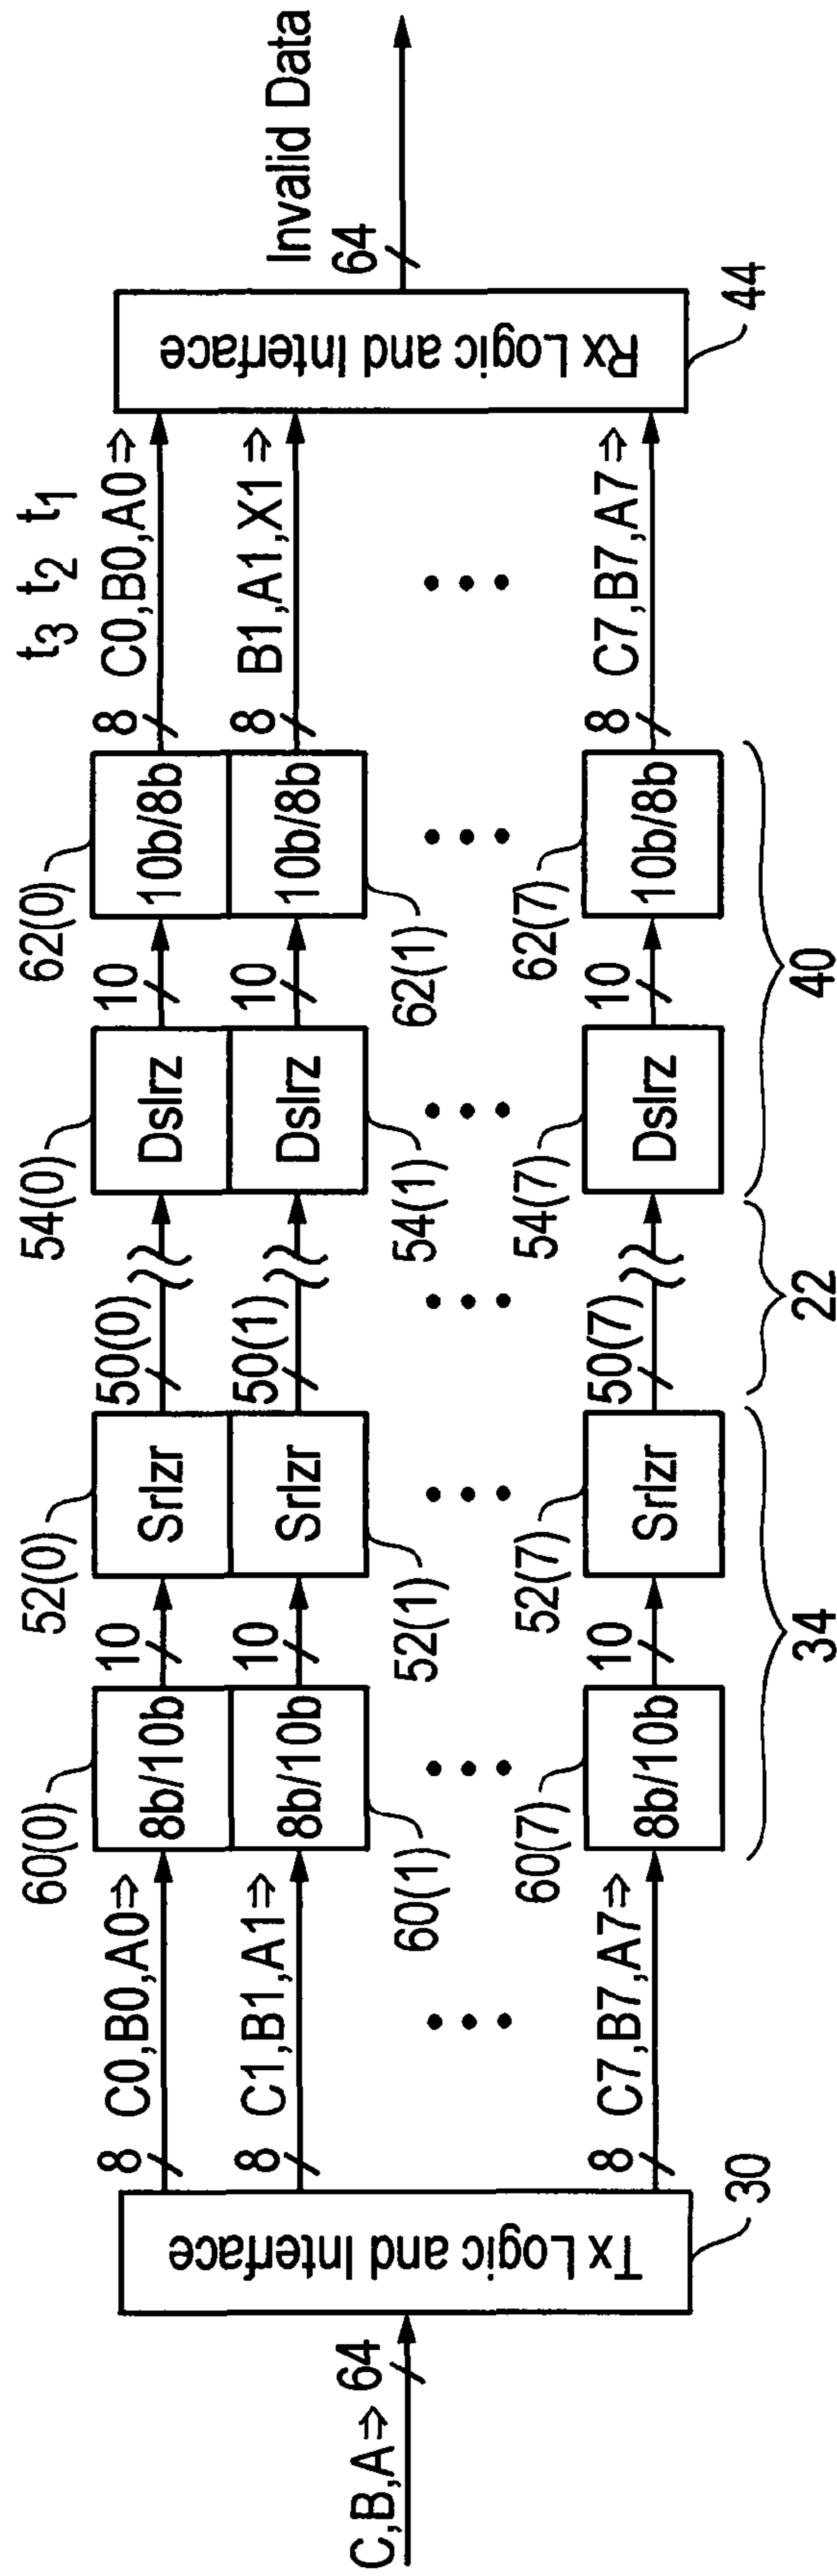 C,B,A⇒ 64
Tx Logic and Interface
30
8 C0,B0,A0⇒
8 C1,B1,A1⇒
8 C7,B7,A7⇒
60(0)
8b/10b
8b/10b
60(1)
60(7)
8b/10b
10
10
10
34
52(0)
Srlzr
Srlzr
52(1)
52(7)
Srlzr
50(0)
50(1)
50(7)
22
54(0)
Dslrz
Dslrz
54(1)
54(7)
Dslrz
10
10
10
40
62(0)
10b/8b
10b/8b
62(1)
62(7)
10b/8b
t3 t2 t1
8 C0,B0,A0⇒
8 B1,A1,X1⇒
8 C7,B7,A7⇒
Rx Logic and Interface
44
Invalid Data
64